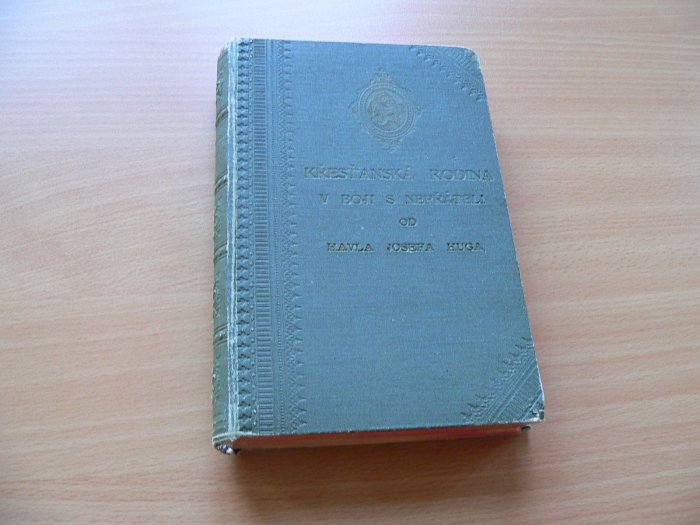 KŘESŤANSKÁ RODINA
V BOJI S NEPŘÁTELI.
OD
HAVLA JOSEFA HUGA.